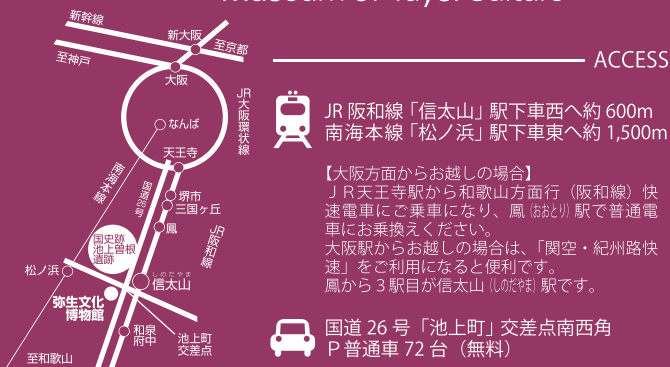 新幹線
新大阪
至京都
至神戸
大阪
JR大阪環状線
なんば
天王寺
南海本線
国道26号
堺市
三国ヶ丘
鳳
JR阪和線
国史跡
池上曽根
遺跡
松ノ浜
しのだやま
信太山
弥生文化
博物館
和泉
府中
池上町
交差点
至和歌山
ACCESS
JR 阪和線「信太山」駅下車西へ約 600m
南海本線「松ノ浜」駅下車東へ約 1,500m
【大阪方面からお越しの場合】
ＪＲ天王寺駅から和歌山方面行（阪和線）快
速電車にご乗車になり、鳳 (おおとり) 駅で普通電
車にお乗換えください。
大阪駅からお越しの場合は、「関空・紀州路快
速」をご利用になると便利です。
鳳から３駅目が信太山 (しのだやま) 駅です。
国道 26 号「池上町」交差点南西角
Ｐ普通車 72 台（無料）